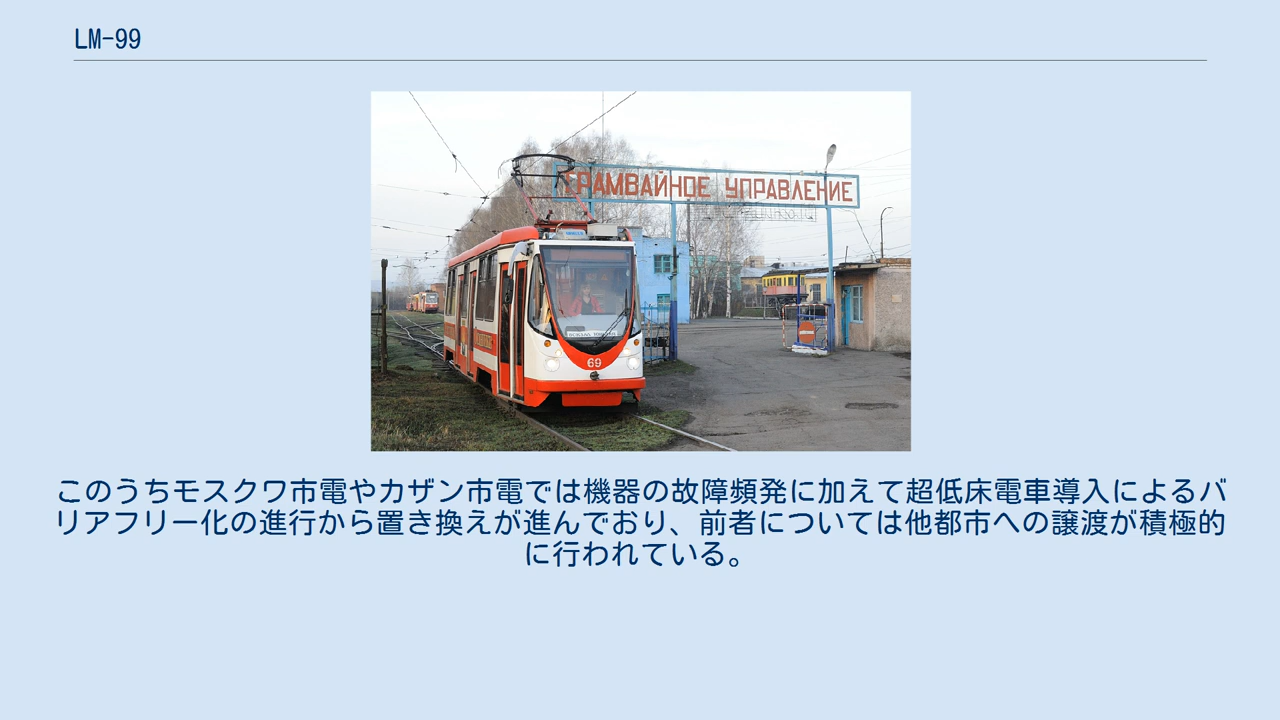 LM-99
ТРАМВАЙНОЕ УПРАВЛЕНИЕ
69
このうちモスクワ市電やカザン市電では機器の故障頻発に加えて超低床電車導入によるバ
リアフリー化の進行から置き換えが進んでおり、前者については他都市への譲渡が積極的
に行われている。